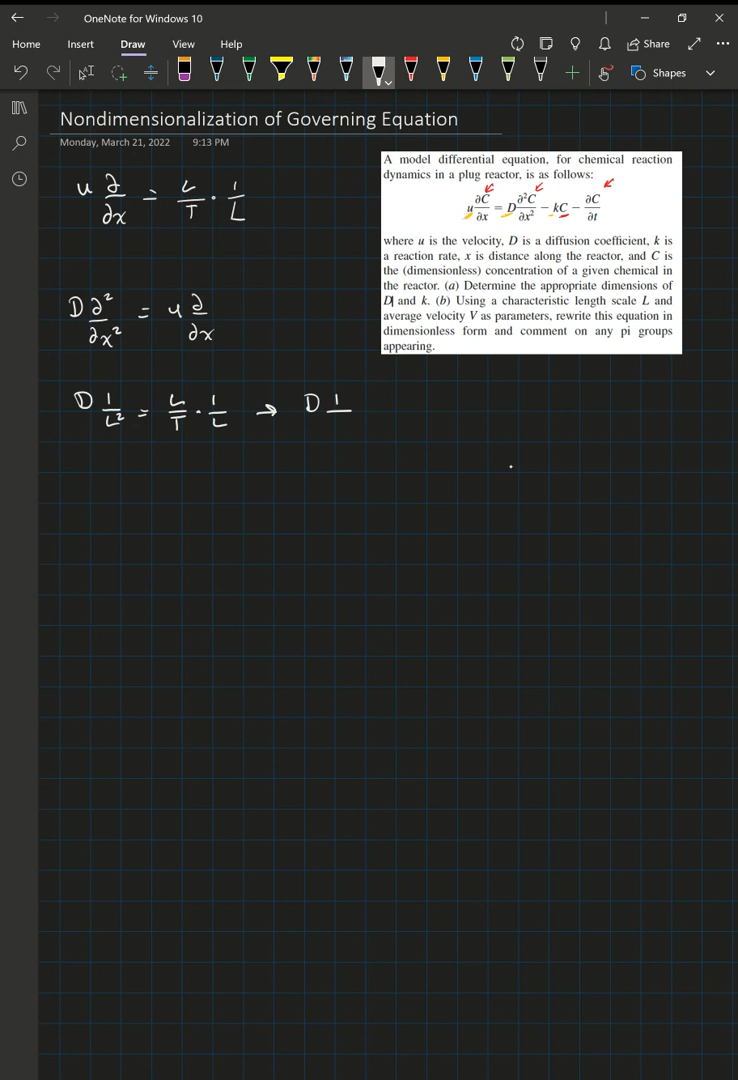 OneNote for Windows 10
Home Insert Draw View Help Share
Shapes
Nondimensionalization of Governing Equation
Monday, March 21, 2022 9:13 PM
u ∂/∂x = L/T · 1/L
D ∂²/∂x² = u ∂/∂x
D 1/L² = L/T · 1/L → D 1
A model differential equation, for chemical reaction
dynamics in a plug reactor, is as follows:
u ∂C/∂x = D ∂²C/∂x² − kC − ∂C/∂t
where u is the velocity, D is a diffusion coefficient, k is
a reaction rate, x is distance along the reactor, and C is
the (dimensionless) concentration of a given chemical in
the reactor. (a) Determine the appropriate dimensions of
D and k. (b) Using a characteristic length scale L and
average velocity V as parameters, rewrite this equation in
dimensionless form and comment on any pi groups
appearing.